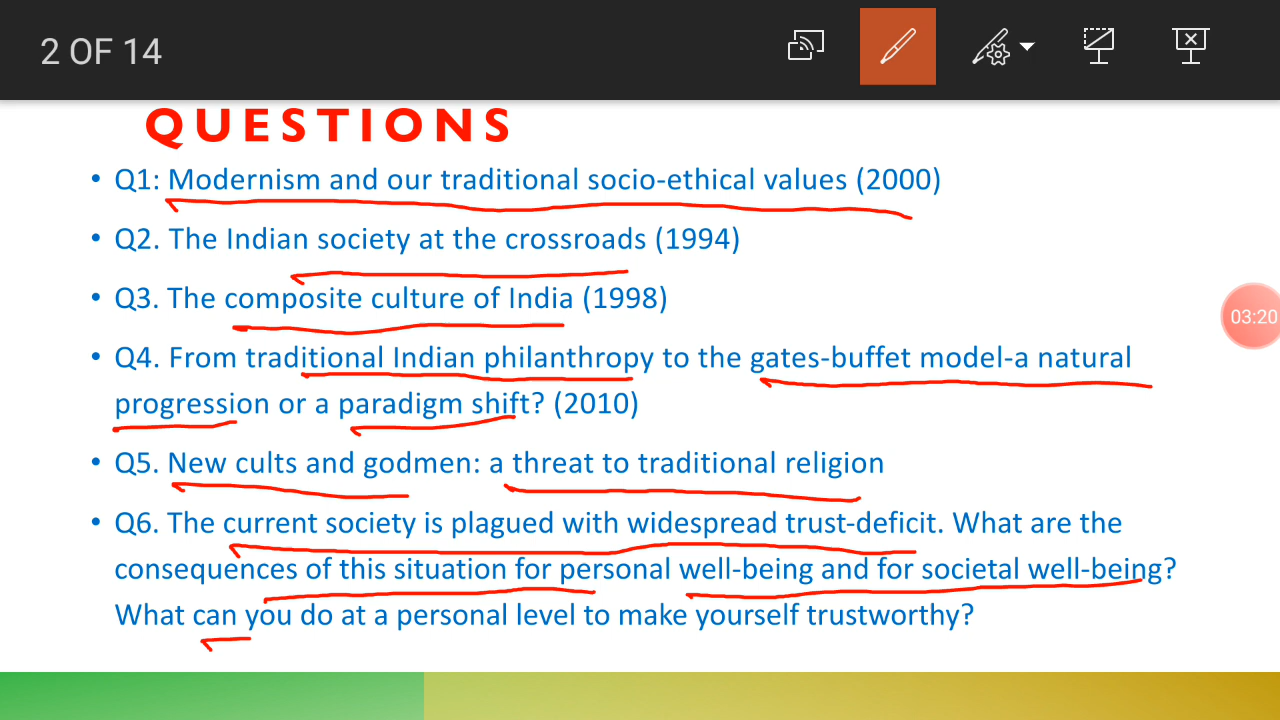 2 OF 14
QUESTIONS
• Q1: Modernism and our traditional socio-ethical values (2000)
• Q2. The Indian society at the crossroads (1994)
• Q3. The composite culture of India (1998)
03:20
• Q4. From traditional Indian philanthropy to the gates-buffet model-a natural
progression or a paradigm shift? (2010)
• Q5. New cults and godmen: a threat to traditional religion
• Q6. The current society is plagued with widespread trust-deficit. What are the
consequences of this situation for personal well-being and for societal well-being?
What can you do at a personal level to make yourself trustworthy?